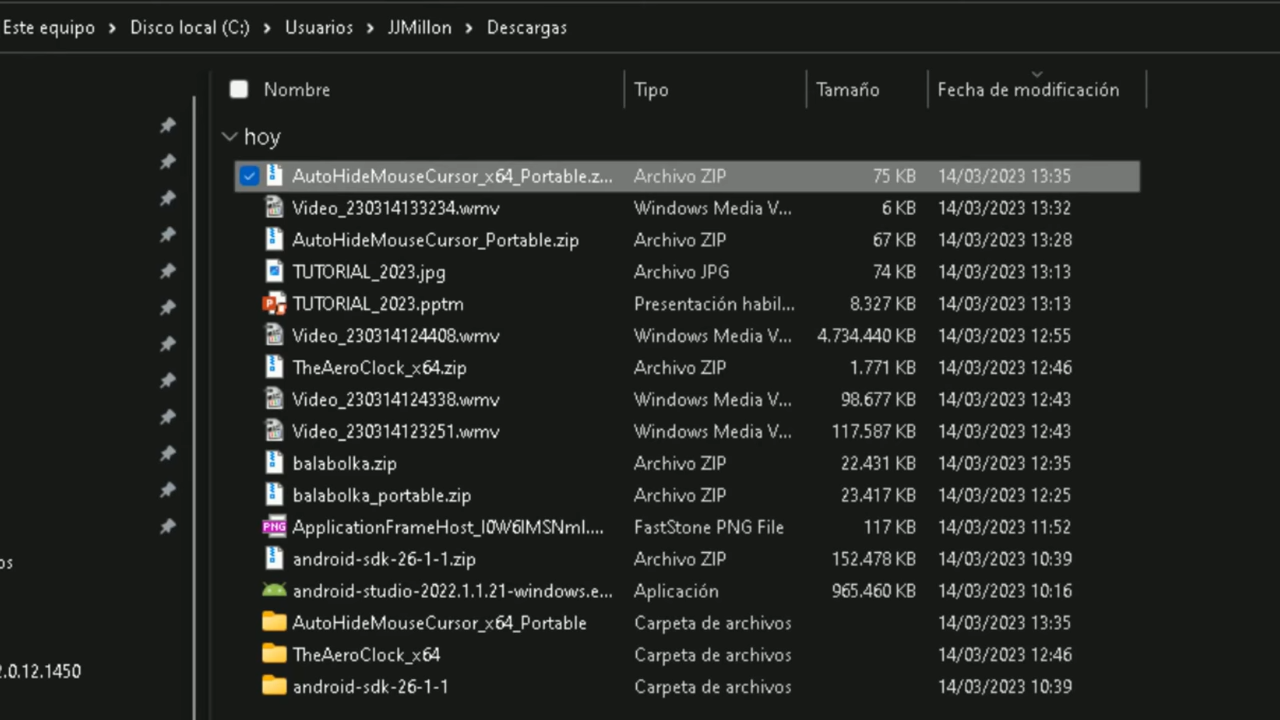 Este equipo > Disco local (C:) > Usuarios > JJMillon > Descargas
Nombre Tipo Tamaño Fecha de modificación
hoy
AutoHideMouseCursor_x64_Portable.z... Archivo ZIP 75 KB 14/03/2023 13:35
Video_230314133234.wmv Windows Media V... 6 KB 14/03/2023 13:32
AutoHideMouseCursor_Portable.zip Archivo ZIP 67 KB 14/03/2023 13:28
TUTORIAL_2023.jpg Archivo JPG 74 KB 14/03/2023 13:13
TUTORIAL_2023.pptm Presentación habil... 8.327 KB 14/03/2023 13:13
Video_230314124408.wmv Windows Media V... 4.734.440 KB 14/03/2023 12:55
TheAeroClock_x64.zip Archivo ZIP 1.771 KB 14/03/2023 12:46
Video_230314124338.wmv Windows Media V... 98.677 KB 14/03/2023 12:43
Video_230314123251.wmv Windows Media V... 117.587 KB 14/03/2023 12:43
balabolka.zip Archivo ZIP 22.431 KB 14/03/2023 12:35
balabolka_portable.zip Archivo ZIP 23.417 KB 14/03/2023 12:25
PNG ApplicationFrameHost_l0W6lMSNml.... FastStone PNG File 117 KB 14/03/2023 11:52
android-sdk-26-1-1.zip Archivo ZIP 152.478 KB 14/03/2023 10:39
os
android-studio-2022.1.1.21-windows.e... Aplicación 965.460 KB 14/03/2023 10:16
AutoHideMouseCursor_x64_Portable Carpeta de archivos 14/03/2023 13:35
TheAeroClock_x64 Carpeta de archivos 14/03/2023 12:46
2.0.12.1450
android-sdk-26-1-1 Carpeta de archivos 14/03/2023 10:39